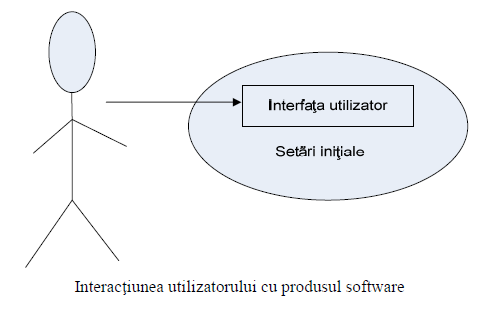 Interfaţa utilizator
Setări iniţiale
Interacţiunea utilizatorului cu produsul software